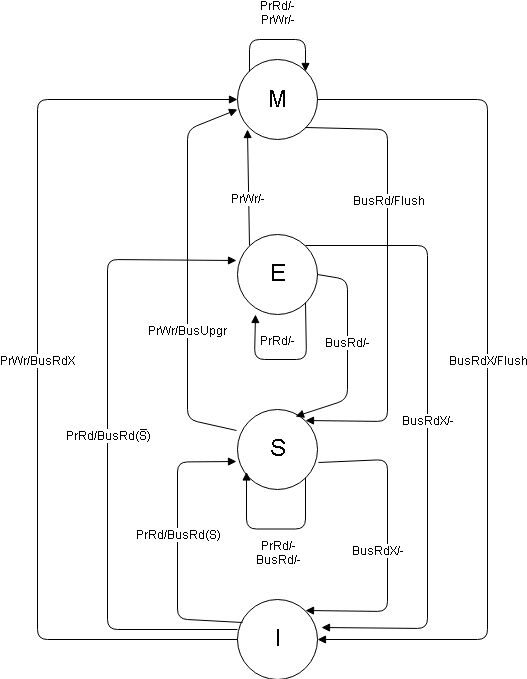 PrRd/-
PrWr/-
M
PrWr/-
BusRd/Flush
E
PrWr/BusUpgr
PrRd/-
BusRd/-
PrWr/BusRdX
BusRdX/Flush
BusRdX/-
PrRd/BusRd(S̅)
S
PrRd/BusRd(S)
PrRd/-
BusRd/-
BusRdX/-
I